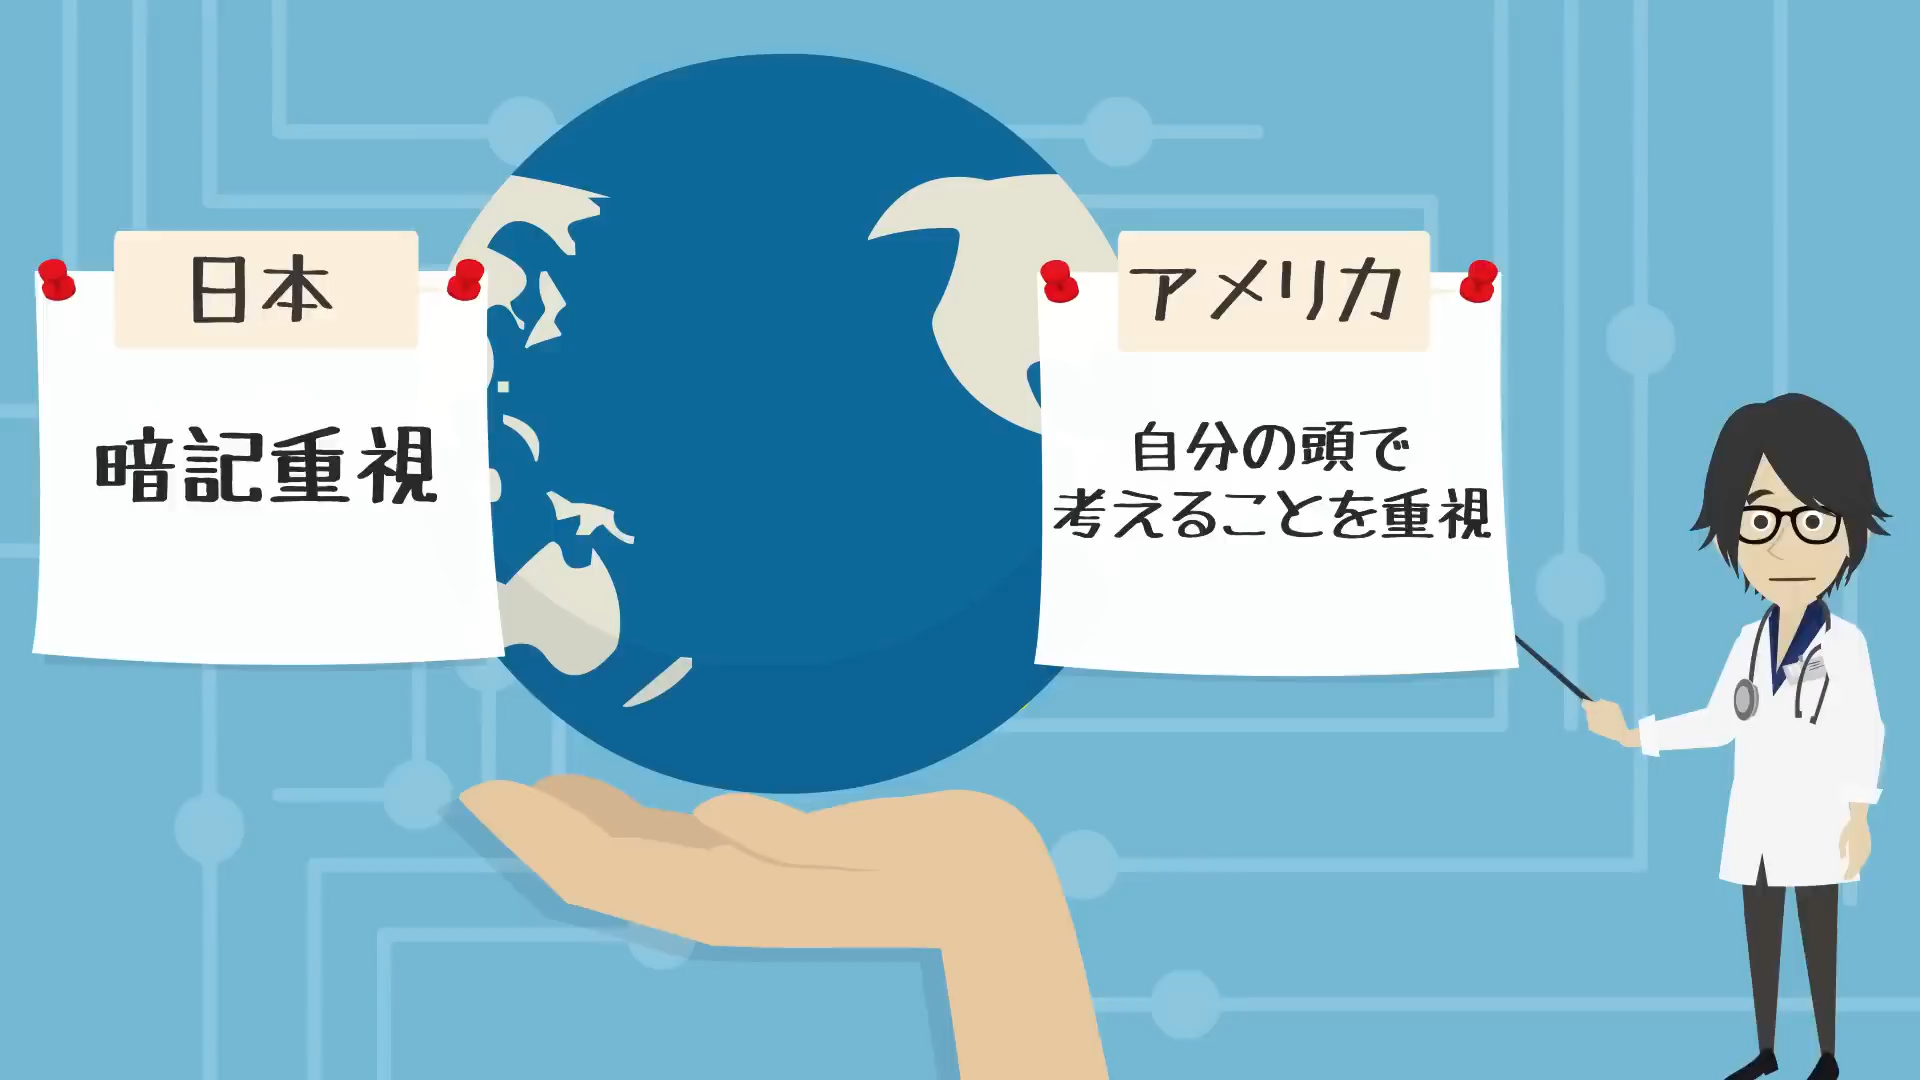 日本
暗記重視
アメリカ
自分の頭で
考えることを重視